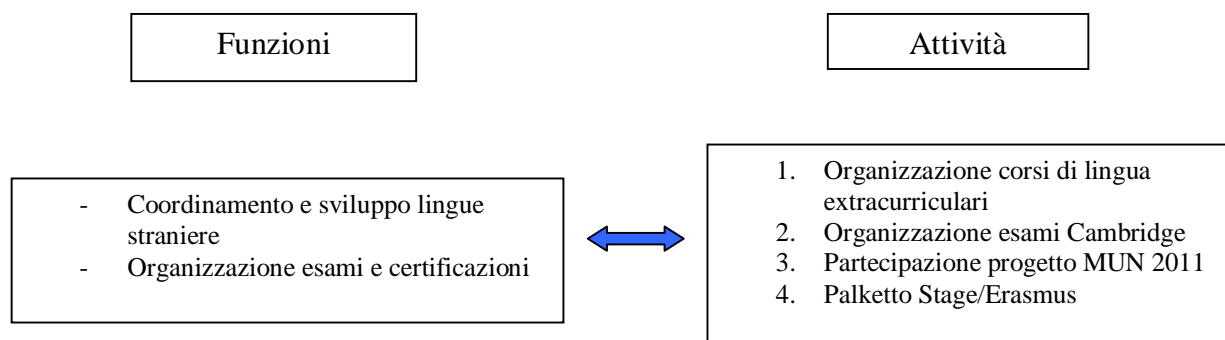 Funzioni
Attività
- Coordinamento e sviluppo lingue
straniere
- Organizzazione esami e certificazioni
1. Organizzazione corsi di lingua
extracurriculari
2. Organizzazione esami Cambridge
3. Partecipazione progetto MUN 2011
4. Palketto Stage/Erasmus